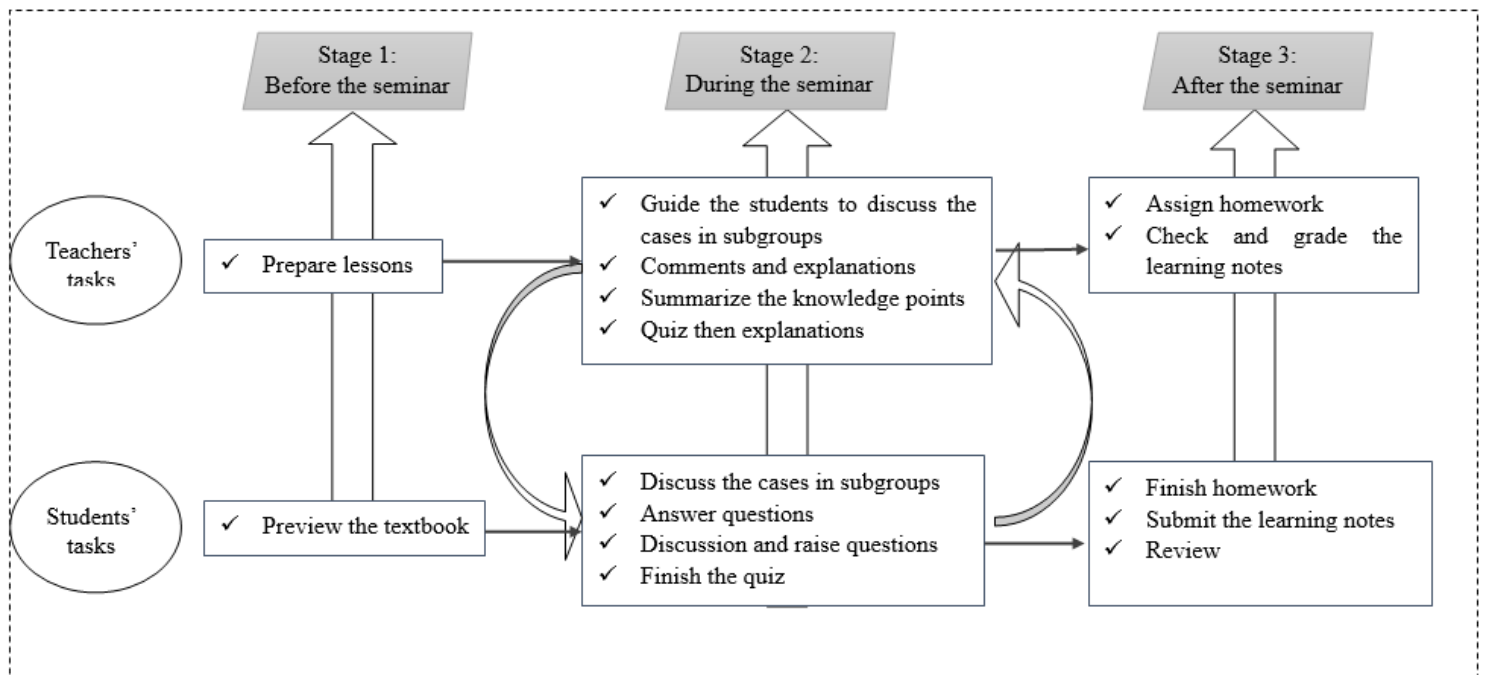 Stage 1:
Before the seminar
Stage 2:
During the seminar
Stage 3:
After the seminar
Teachers’
tasks
✓ Prepare lessons
✓ Guide the students to discuss the
cases in subgroups
✓ Comments and explanations
✓ Summarize the knowledge points
✓ Quiz then explanations
✓ Assign homework
✓ Check and grade the
learning notes
Students’
tasks
✓ Preview the textbook
✓ Discuss the cases in subgroups
✓ Answer questions
✓ Discussion and raise questions
✓ Finish the quiz
✓ Finish homework
✓ Submit the learning notes
✓ Review